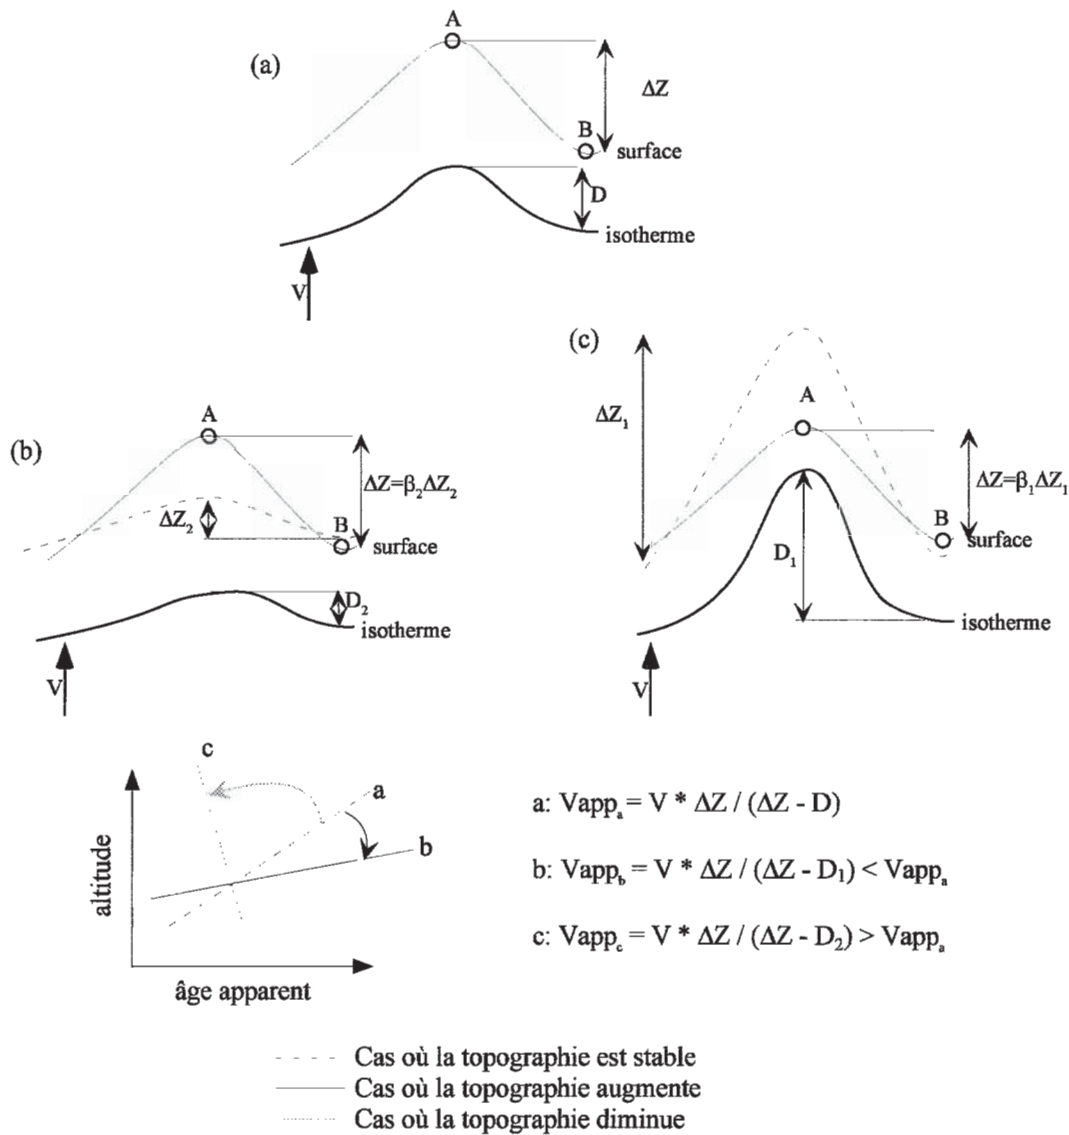 A
(a)
ΔZ
B
surface
D
isotherme
V
(c)
A
ΔZ₁
A
(b)
ΔZ=β₂ΔZ₂
ΔZ=β₁ΔZ₁
ΔZ₂
B
surface
B
surface
D₁
D₂
isotherme
isotherme
V
V
c
a
b
altitude
âge apparent
a: Vappₐ = V * ΔZ / (ΔZ - D)
b: Vapp_b = V * ΔZ / (ΔZ - D₁) < Vappₐ
c: Vapp_c = V * ΔZ / (ΔZ - D₂) > Vappₐ
Cas où la topographie est stable
Cas où la topographie augmente
Cas où la topographie diminue